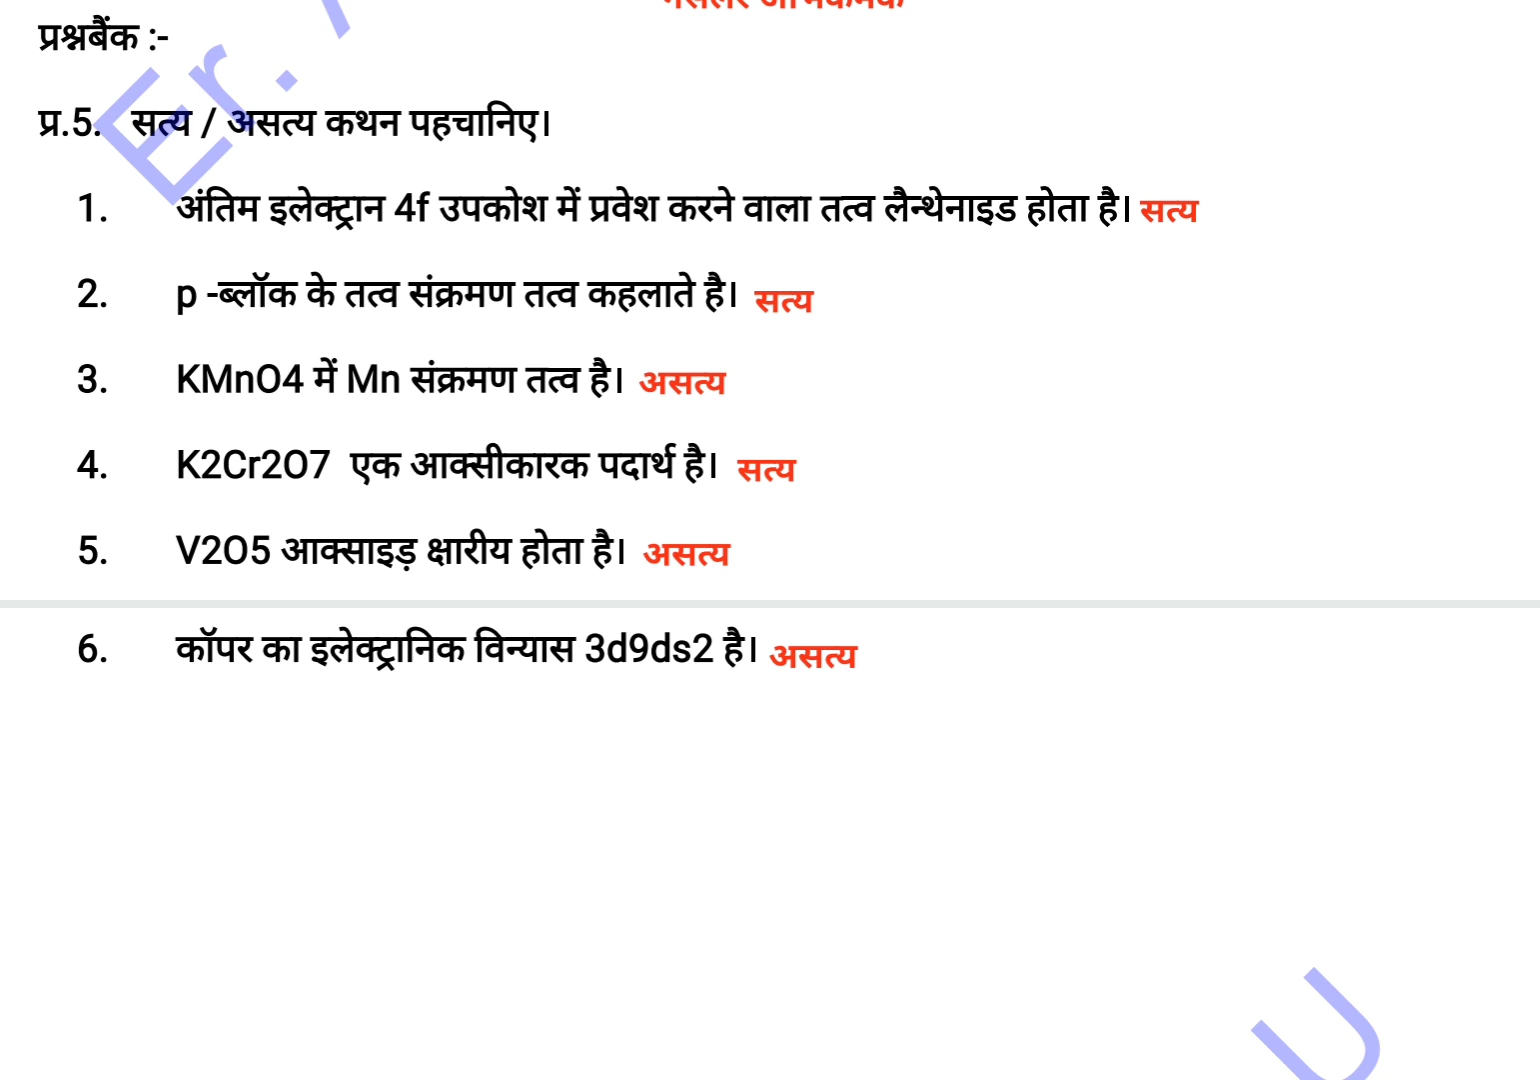 प्रश्नबैंक :-
प्र.5. सत्य / असत्य कथन पहचानिए।
1. अंतिम इलेक्ट्रान 4f उपकोश में प्रवेश करने वाला तत्व लैन्थेनाइड होता है। सत्य
2. p -ब्लॉक के तत्व संक्रमण तत्व कहलाते है। सत्य
3. KMnO4 में Mn संक्रमण तत्व है। असत्य
4. K2Cr2O7 एक आक्सीकारक पदार्थ है। सत्य
5. V2O5 आक्साइड़ क्षारीय होता है। असत्य
6. कॉपर का इलेक्ट्रानिक विन्यास 3d9ds2 है। असत्य
Er.
U